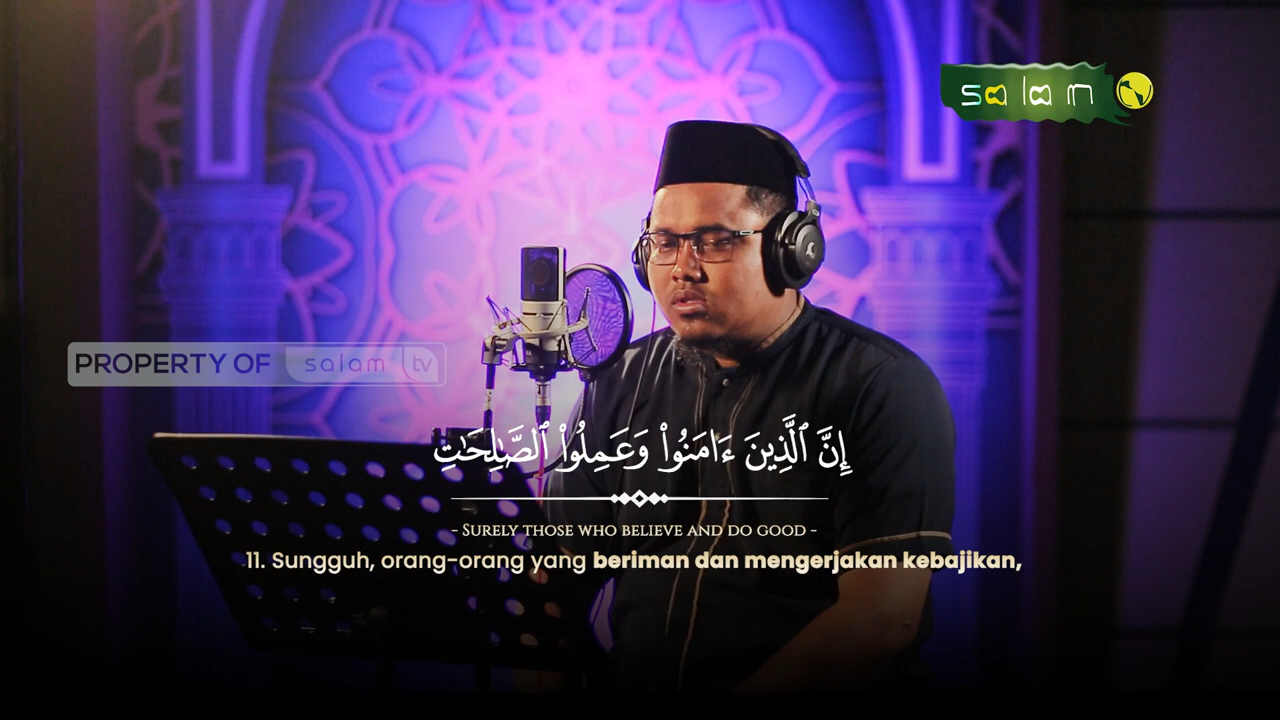 salam
PROPERTY OF salam tv
إِنَّ ٱلَّذِينَ ءَامَنُوا۟ وَعَمِلُوا۟ ٱلصَّـٰلِحَـٰتِ
- SURELY THOSE WHO BELIEVE AND DO GOOD -
11. Sungguh, orang-orang yang beriman dan mengerjakan kebajikan,